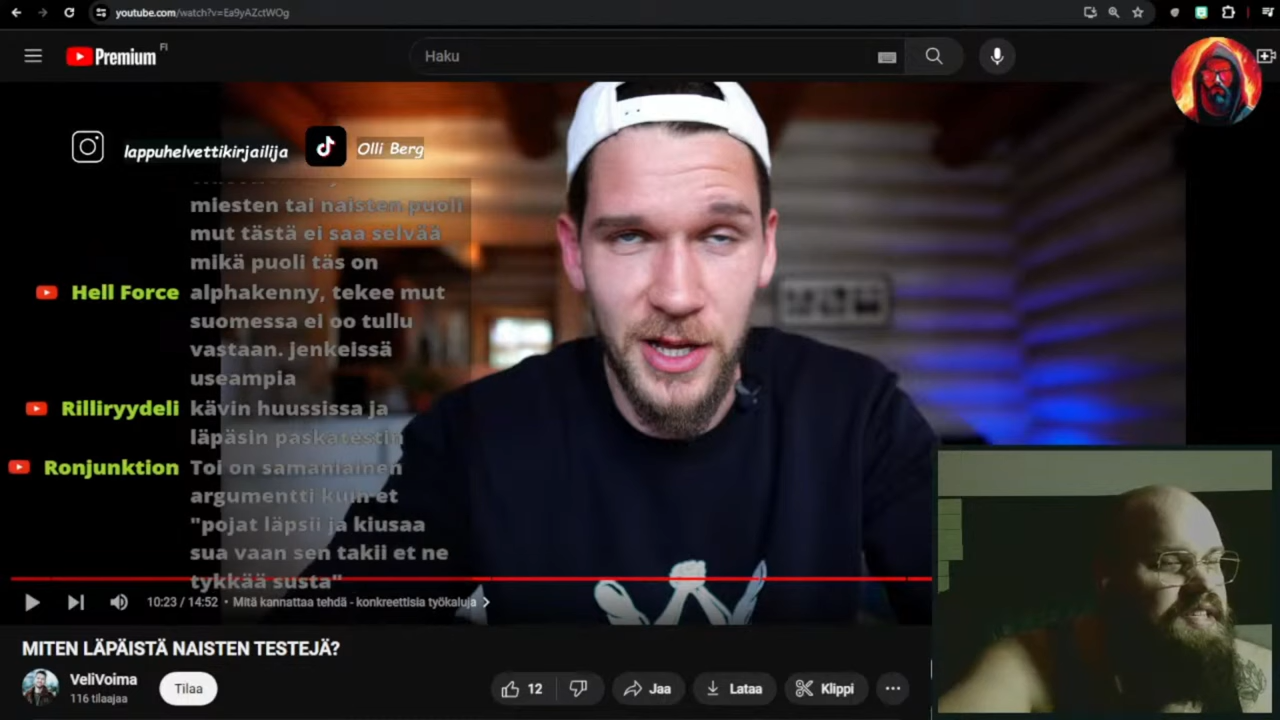 youtube.com/watch?v=Ea9yAZctWOg
Premium FI
Haku
lappuhelvettikirjailija
Olli Berg
miesten tai naisten puoli
mut tästä ei saa selvää
mikä puoli täs on
Hell Force alphakenny, tekee mut
suomessa ei oo tullu
vastaan. jenkeissä
useampia
Rilliryydeli kävin huussissa ja
läpäsin paskatestin
Ronjunktion Toi on samanlainen
argumentti kuin et
"pojat läpsii ja kiusaa
sua vaan sen takii et ne
tykkää susta"
10:23 / 14:52 • Mitä kannattaa tehdä - konkreettisia työkaluja
MITEN LÄPÄISTÄ NAISTEN TESTEJÄ?
VeliVoima
116 tilaajaa
Tilaa
12
Jaa
Lataa
Klippi